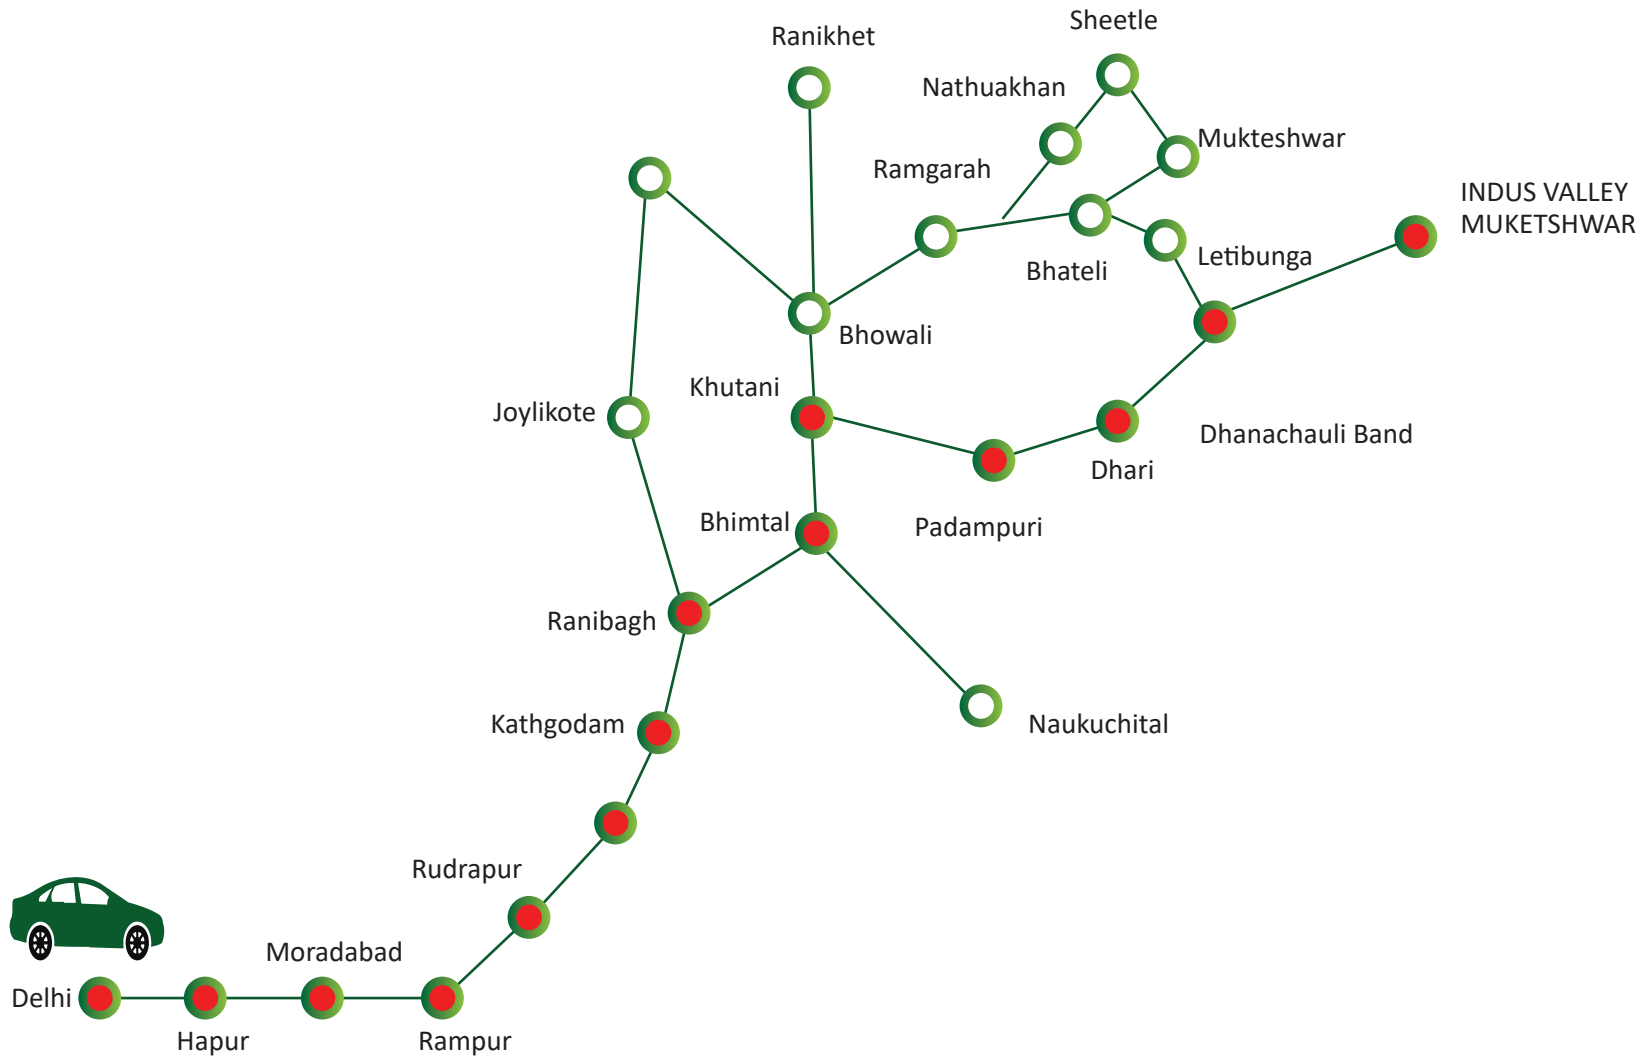 Sheetle
Ranikhet
Nathuakhan
Mukteshwar
Ramgarah
INDUS VALLEY
MUKETSHWAR
Letibunga
Bhateli
Bhowali
Khutani
Joylikote
Dhanachauli Band
Dhari
Bhimtal
Padampuri
Ranibagh
Kathgodam
Naukuchital
Rudrapur
Moradabad
Delhi
Hapur
Rampur